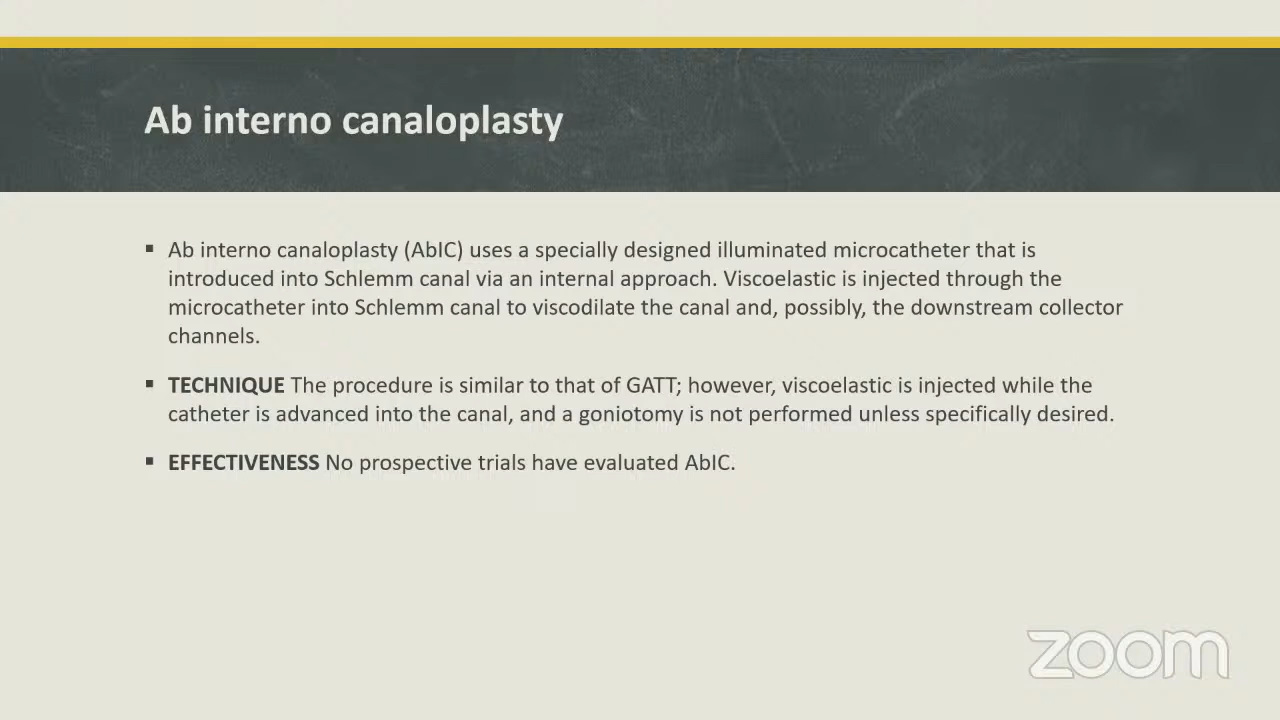 Ab interno canaloplasty
▪ Ab interno canaloplasty (AbIC) uses a specially designed illuminated microcatheter that is
introduced into Schlemm canal via an internal approach. Viscoelastic is injected through the
microcatheter into Schlemm canal to viscodilate the canal and, possibly, the downstream collector
channels.
▪ TECHNIQUE The procedure is similar to that of GATT; however, viscoelastic is injected while the
catheter is advanced into the canal, and a goniotomy is not performed unless specifically desired.
▪ EFFECTIVENESS No prospective trials have evaluated AbIC.
zoom